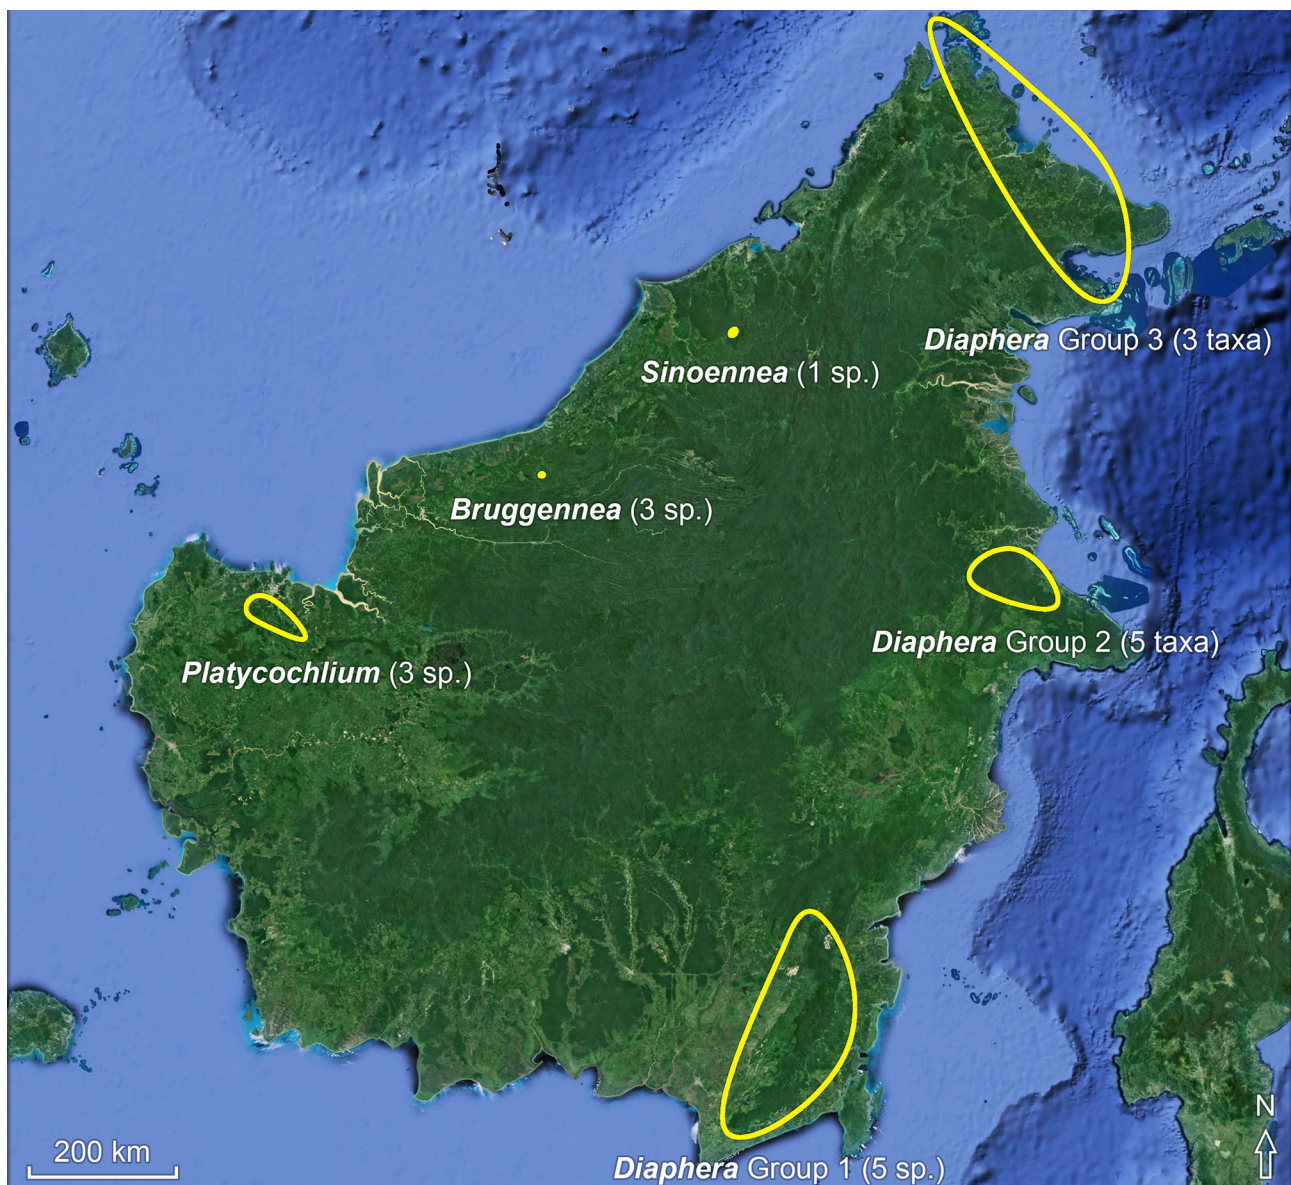 Diaphera Group 3 (3 taxa)
Sinoennea (1 sp.)
Bruggennea (3 sp.)
Diaphera Group 2 (5 taxa)
Platycochlium (3 sp.)
N
200 km
Diaphera Group 1 (5 sp.)